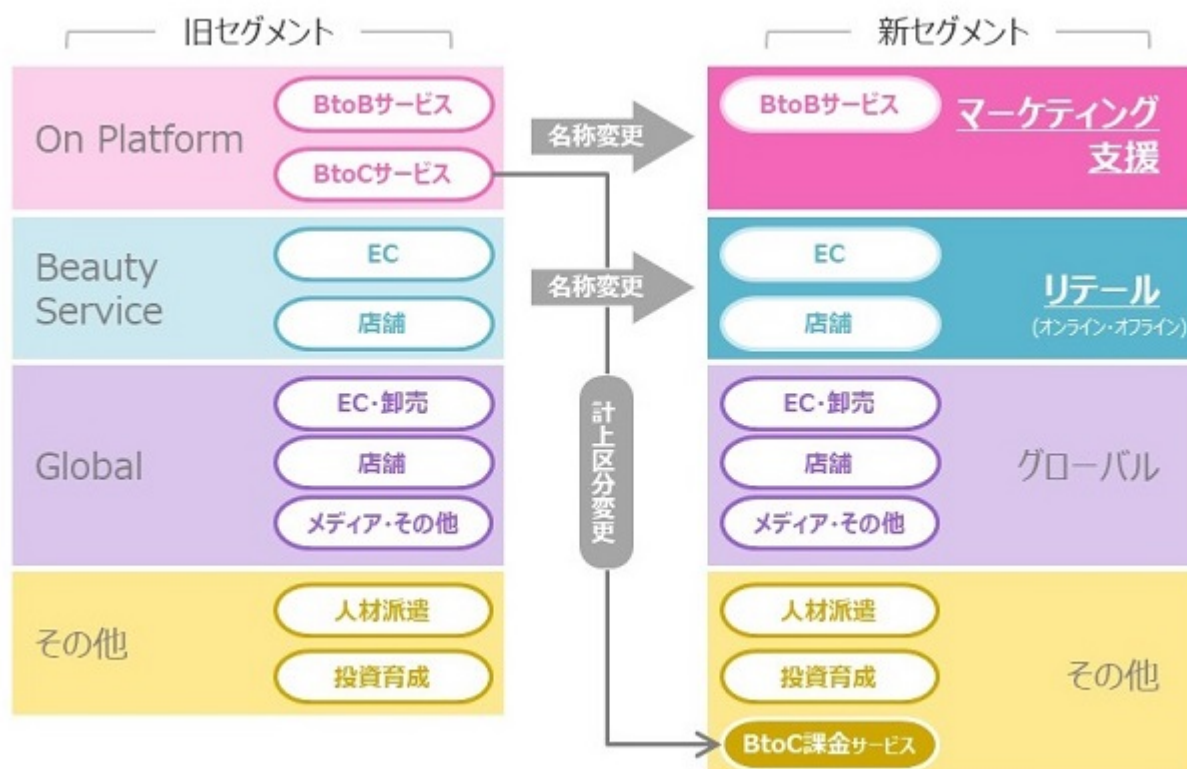 旧セグメント
On Platform
BtoBサービス
BtoCサービス
Beauty
Service
EC
店舗
Global
EC・卸売
店舗
メディア・その他
その他
人材派遣
投資育成
名称変更
名称変更
計上区分変更
新セグメント
BtoBサービス
マーケティング
支援
EC
店舗
リテール
(オンライン・オフライン)
EC・卸売
店舗
メディア・その他
グローバル
人材派遣
投資育成
BtoC課金サービス
その他